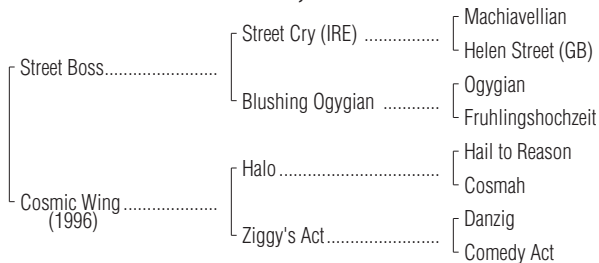 Machiavellian
Street Cry (IRE) ................
Helen Street (GB)
Street Boss........................
Ogygian
Blushing Ogygian ............
Fruhlingshochzeit
Hail to Reason
Halo ..................................
Cosmah
Cosmic Wing ....................
(1996)
Danzig
Ziggy's Act........................
Comedy Act